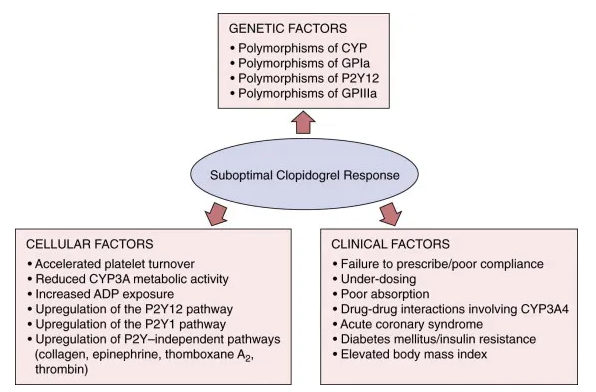 GENETIC FACTORS
• Polymorphisms of CYP
• Polymorphisms of GPIa
• Polymorphisms of P2Y12
• Polymorphisms of GPIIIa
Suboptimal Clopidogrel Response
CELLULAR FACTORS
• Accelerated platelet turnover
• Reduced CYP3A metabolic activity
• Increased ADP exposure
• Upregulation of the P2Y12 pathway
• Upregulation of the P2Y1 pathway
• Upregulation of P2Y–independent pathways
(collagen, epinephrine, thomboxane A2,
thrombin)
CLINICAL FACTORS
• Failure to prescribe/poor compliance
• Under-dosing
• Poor absorption
• Drug-drug interactions involving CYP3A4
• Acute coronary syndrome
• Diabetes mellitus/insulin resistance
• Elevated body mass index